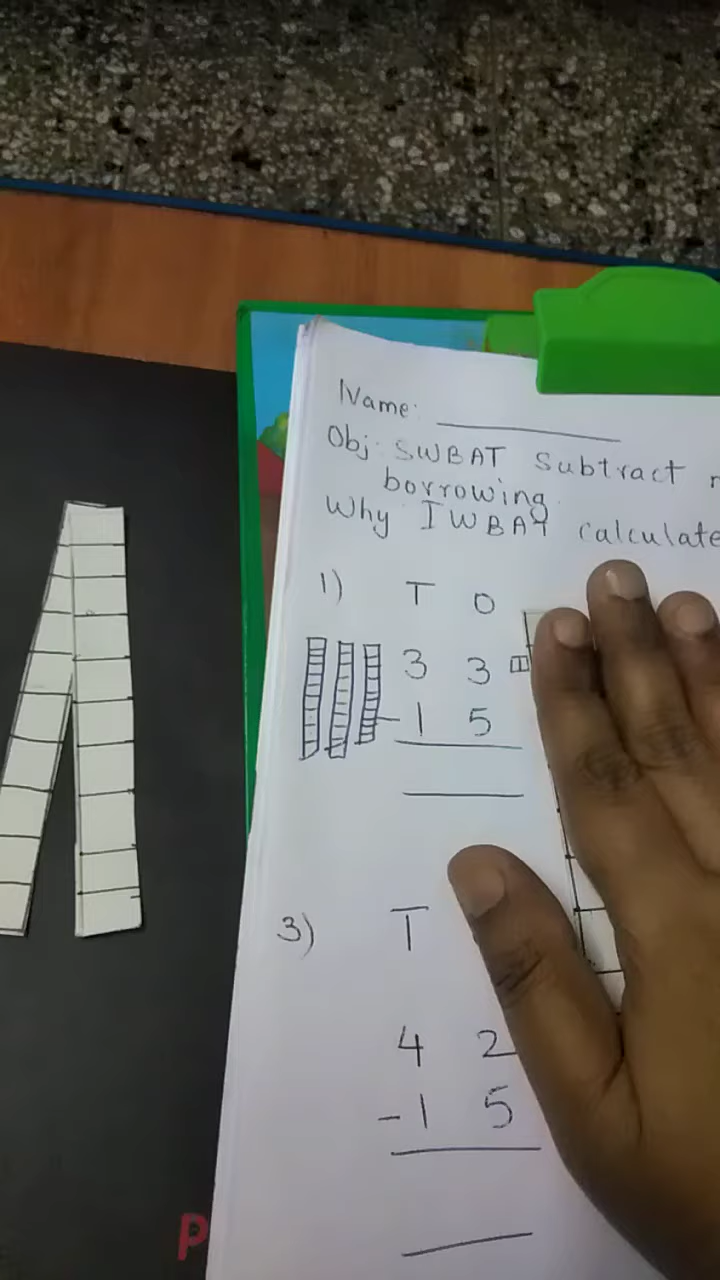 Name:
Obj: SWBAT Subtract
borrowing
Why IWBAT calculate
1) T O
3 3
- 1 5
3) T
4 2
- 1 5
P